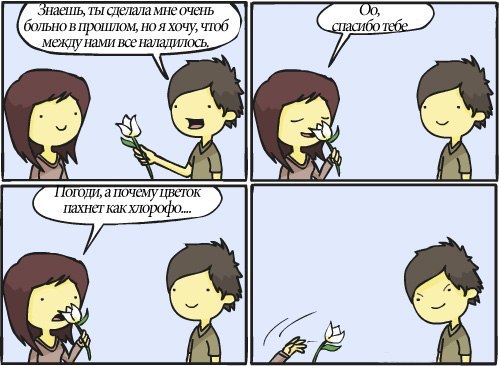 Знаешь, ты сделала мне очень
больно в прошлом, но я хочу, чтоб
между нами все наладилось.
Оо,
спасибо тебе
Погоди, а почему цветок
пахнет как хлорофо....